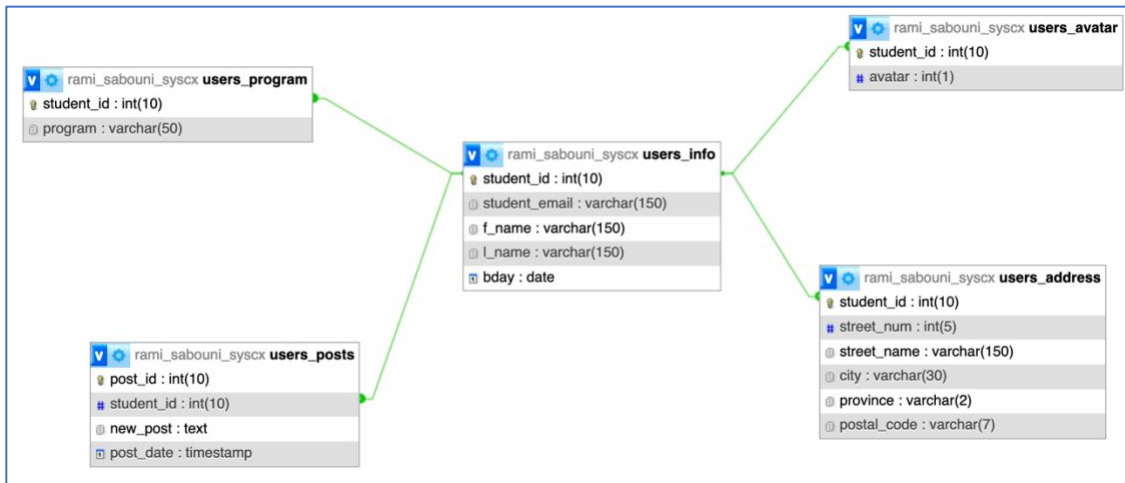 V rami_sabouni_syscx users_program
student_id : int(10)
program : varchar(50)
V rami_sabouni_syscx users_info
student_id : int(10)
student_email : varchar(150)
f_name : varchar(150)
l_name : varchar(150)
bday : date
V rami_sabouni_syscx users_avatar
student_id : int(10)
# avatar : int(1)
V rami_sabouni_syscx users_posts
post_id : int(10)
# student_id : int(10)
new_post : text
post_date : timestamp
V rami_sabouni_syscx users_address
student_id : int(10)
# street_num : int(5)
street_name : varchar(150)
city : varchar(30)
province : varchar(2)
postal_code : varchar(7)